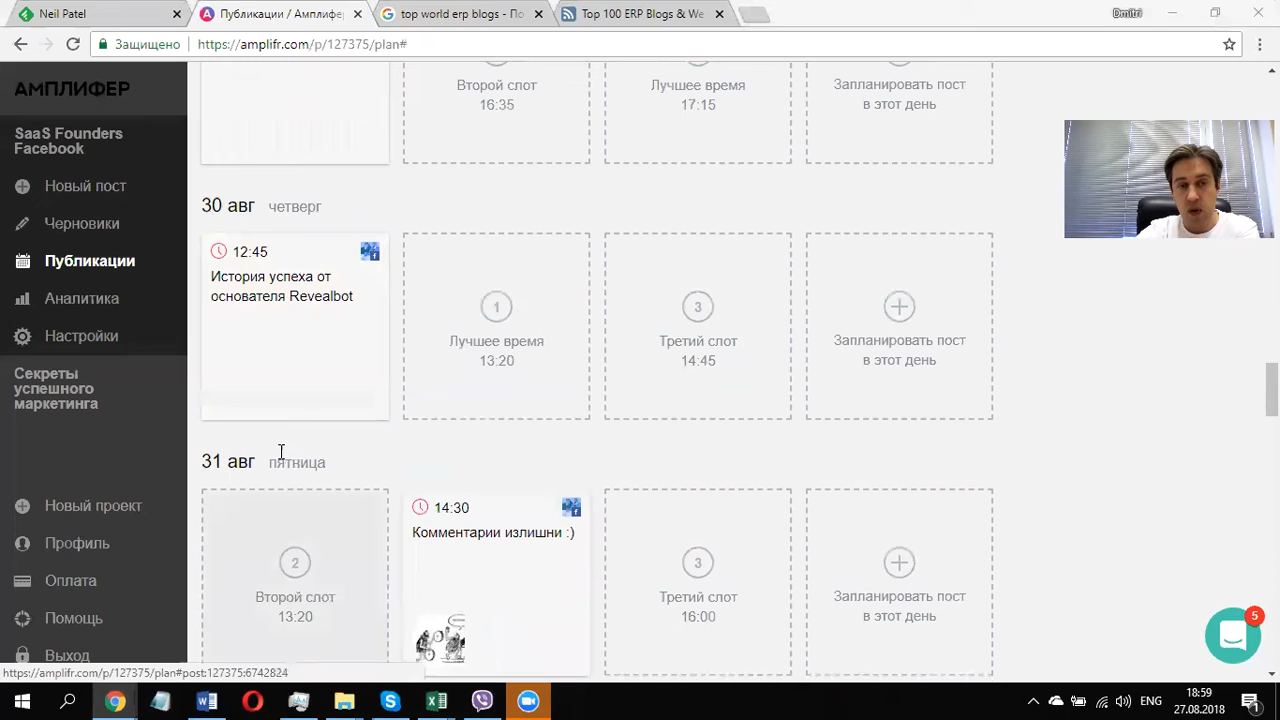 Neil Patel
Публикации / Амплифе
top world erp blogs - По
Top 100 ERP Blogs & We
Dmitri
Защищено
https://amplifr.com/p/127375/plan#
АМПЛИФЕР
SaaS Founders
Facebook
Новый пост
Черновики
Публикации
Аналитика
Настройки
Секреты
успешного
маркетинга
Новый проект
Профиль
Оплата
Помощь
Выход
Второй слот
16:35
Лучшее время
17:15
Запланировать пост
в этот день
30 авг четверг
12:45
История успеха от
основателя Revealbot
1
Лучшее время
13:20
3
Третий слот
14:45
Запланировать пост
в этот день
31 авг пятница
2
Второй слот
13:20
14:30
Комментарии излишни :)
3
Третий слот
16:00
Запланировать пост
в этот день
5
https://amplifr.com/p/127375/plan#post:127375:6742824
ENG
18:59
27.08.2018
1